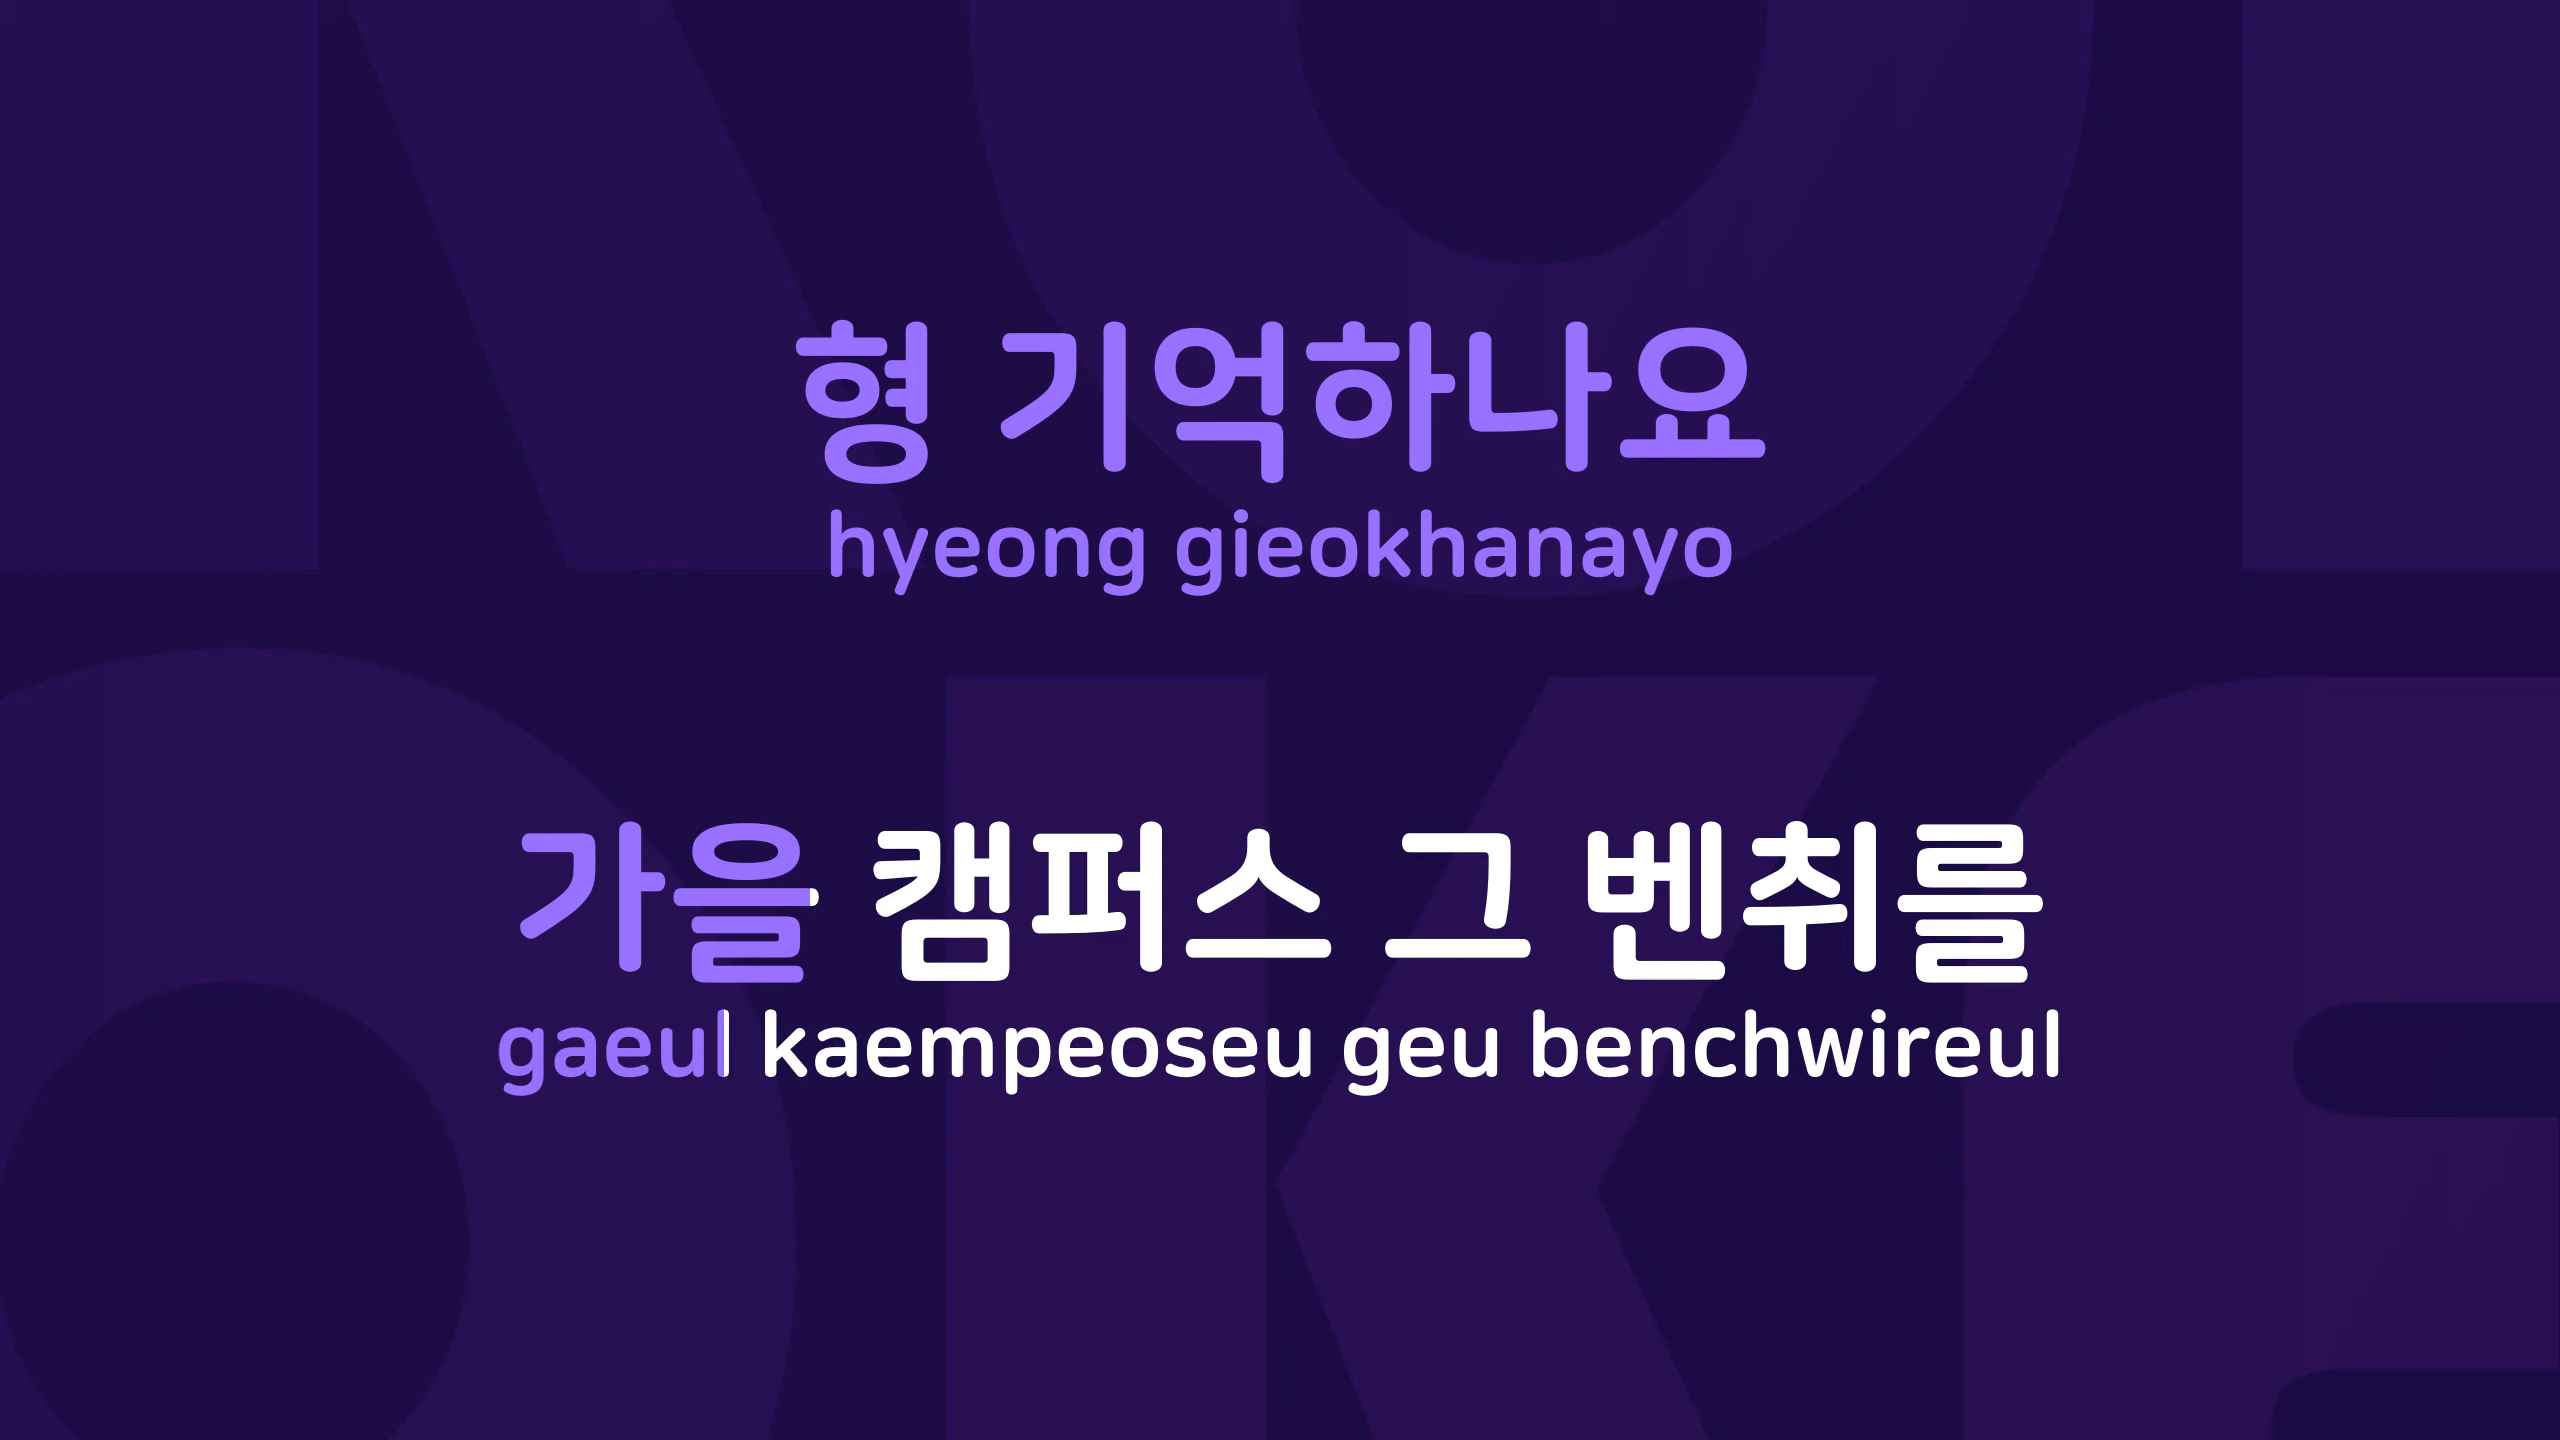 형 기억하나요
hyeong gieokhanayo
가을 캠퍼스 그 벤취를
gaeul kaempeoseu geu benchwireul